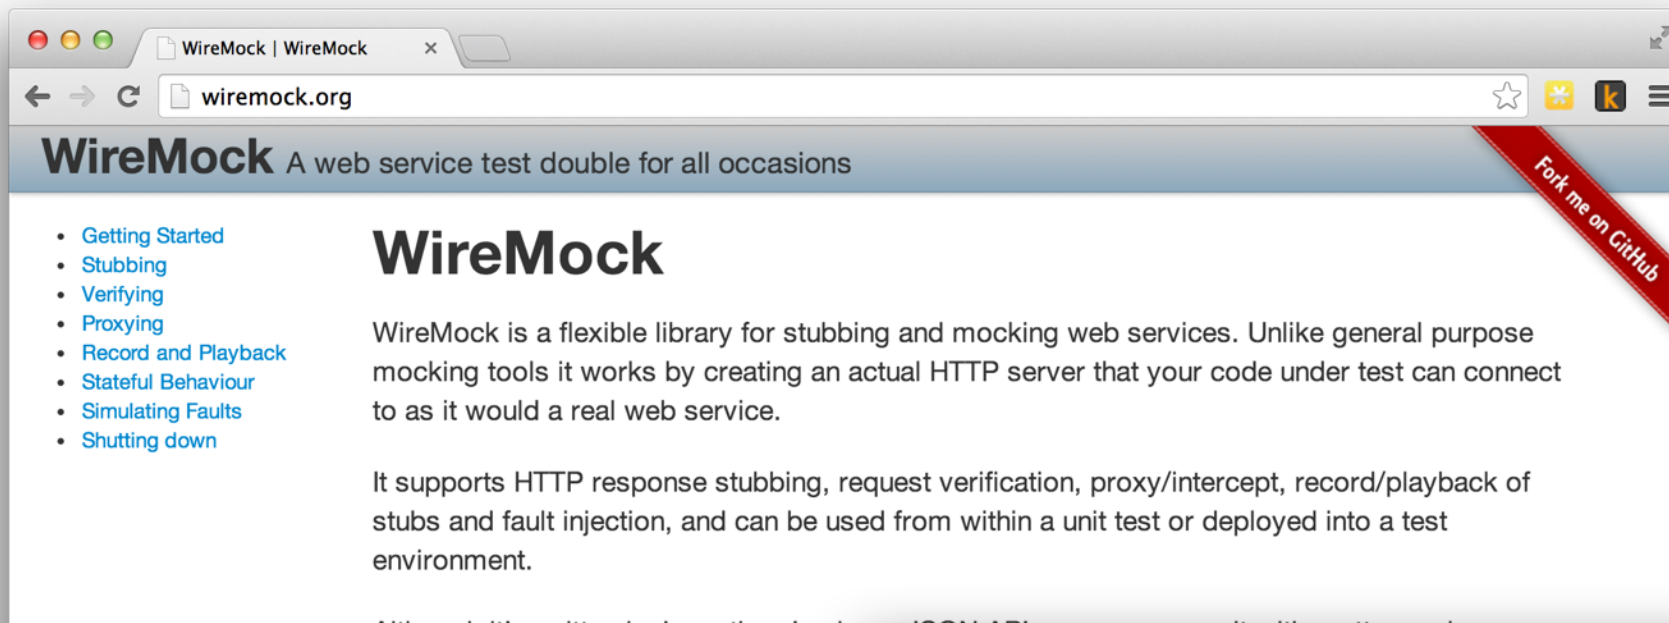 WireMock | WireMock
wiremock.org
k
WireMock A web service test double for all occasions
Fork me on GitHub
Getting Started
Stubbing
Verifying
Proxying
Record and Playback
Stateful Behaviour
Simulating Faults
Shutting down
WireMock
WireMock is a flexible library for stubbing and mocking web services. Unlike general purpose
mocking tools it works by creating an actual HTTP server that your code under test can connect
to as it would a real web service.
It supports HTTP response stubbing, request verification, proxy/intercept, record/playback of
stubs and fault injection, and can be used from within a unit test or deployed into a test
environment.